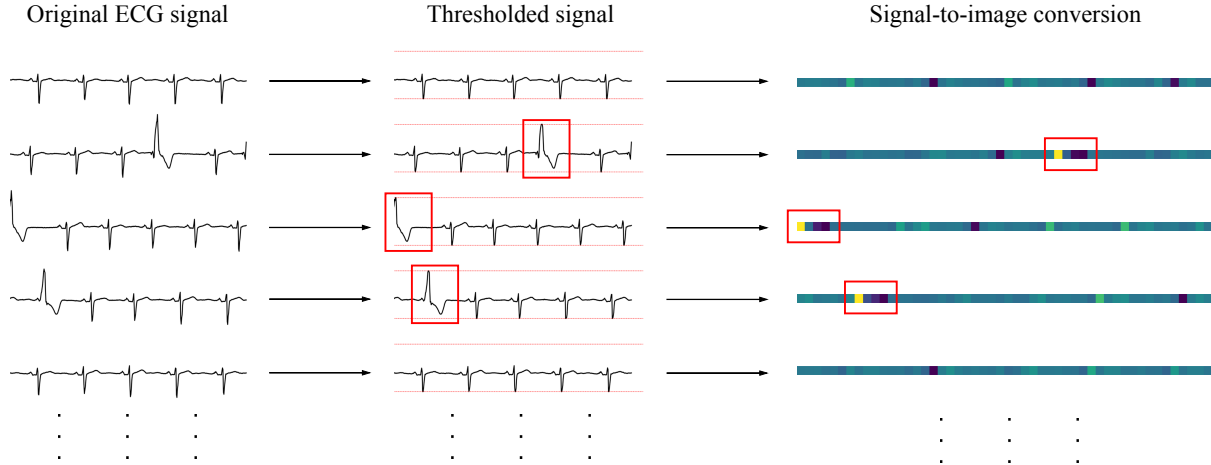 Original ECG signal
Thresholded signal
Signal-to-image conversion